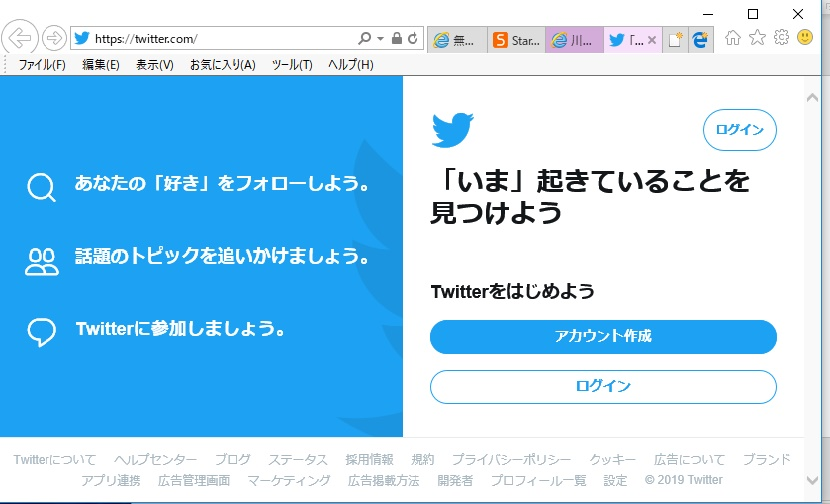 https://twitter.com/
無...
Star...
川...
「...
ファイル(F) 編集(E) 表示(V) お気に入り(A) ツール(T) ヘルプ(H)
ログイン
あなたの「好き」をフォローしよう。
話題のトピックを追いかけましょう。
Twitterに参加しましょう。
「いま」起きていることを
見つけよう
Twitterをはじめよう
アカウント作成
ログイン
Twitterについて ヘルプセンター ブログ ステータス 採用情報 規約 プライバシーポリシー クッキー 広告について ブランド
アプリ連携 広告管理画面 マーケティング 広告掲載方法 開発者 プロフィール一覧 設定 © 2019 Twitter